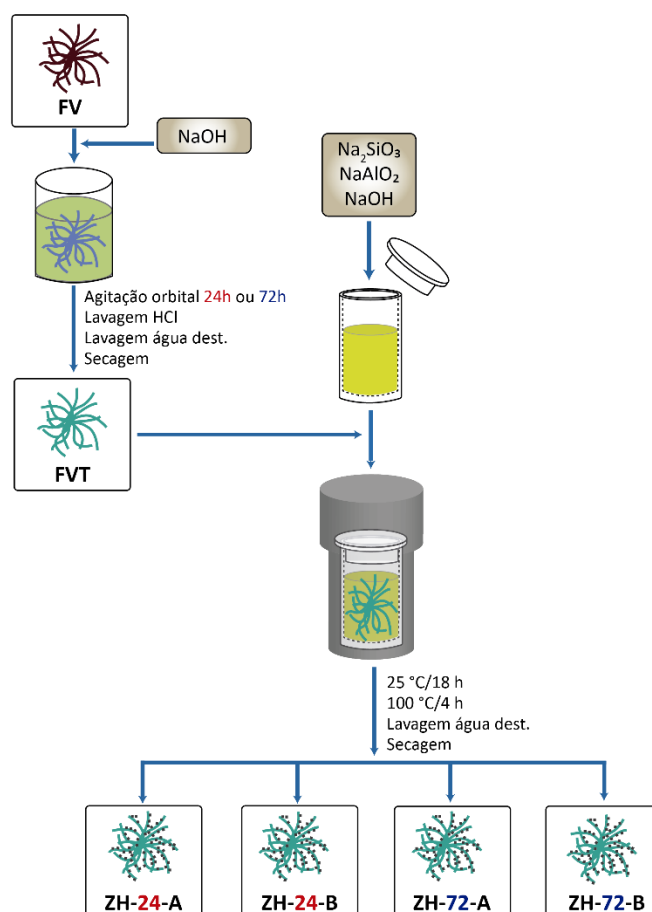 FV
NaOH
Na₂SiO₃
NaAlO₂
NaOH
Agitação orbital 24h ou 72h
Lavagem HCl
Lavagem água dest.
Secagem
FVT
25 °C/18 h
100 °C/4 h
Lavagem água dest.
Secagem
ZH-24-A
ZH-24-B
ZH-72-A
ZH-72-B